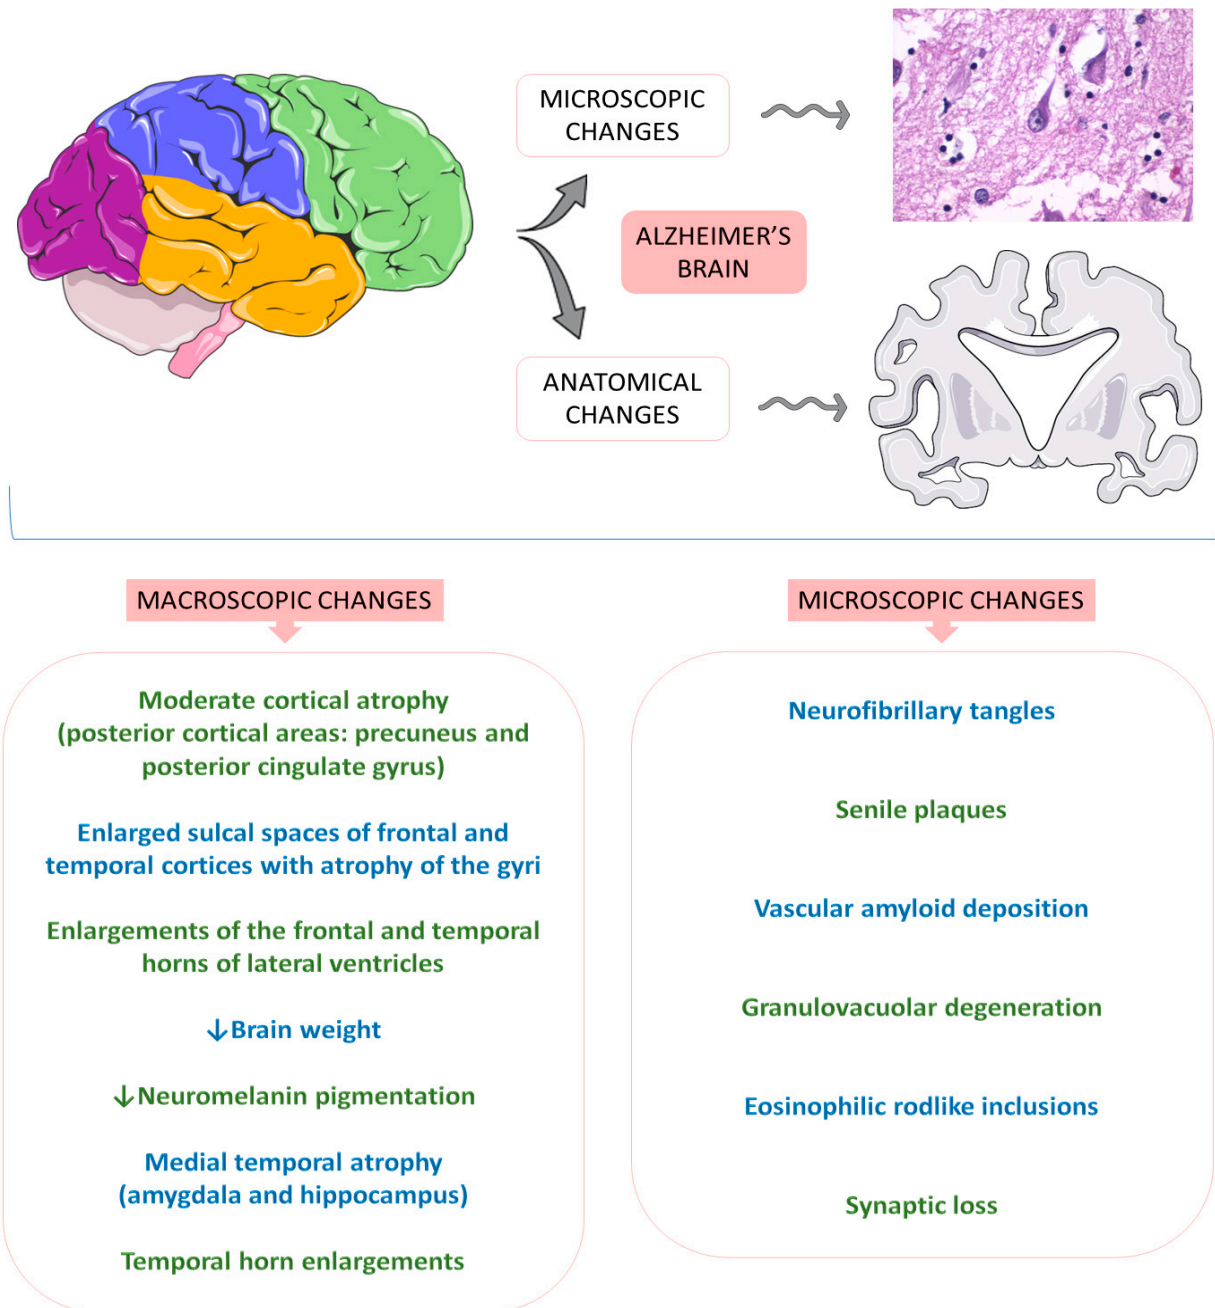 MICROSCOPIC
CHANGES
ALZHEIMER'S
BRAIN
ANATOMICAL
CHANGES
MACROSCOPIC CHANGES
Moderate cortical atrophy
(posterior cortical areas: precuneus and
posterior cingulate gyrus)
Enlarged sulcal spaces of frontal and
temporal cortices with atrophy of the gyri
Enlargements of the frontal and temporal
horns of lateral ventricles
↓Brain weight
↓Neuromelanin pigmentation
Medial temporal atrophy
(amygdala and hippocampus)
Temporal horn enlargements
MICROSCOPIC CHANGES
Neurofibrillary tangles
Senile plaques
Vascular amyloid deposition
Granulovacuolar degeneration
Eosinophilic rodlike inclusions
Synaptic loss